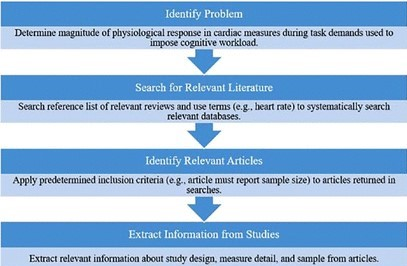 Identify Problem
Determine magnitude of physiological response in cardiac measures during task demands used to
impose cognitive workload.
Search for Relevant Literature
Search reference list of relevant reviews and use terms (e.g., heart rate) to systematically search
relevant databases.
Identify Relevant Articles
Apply predetermined inclusion criteria (e.g., article must report sample size) to articles returned in
searches.
Extract Information from Studies
Extract relevant information about study design, measure detail, and sample from articles.